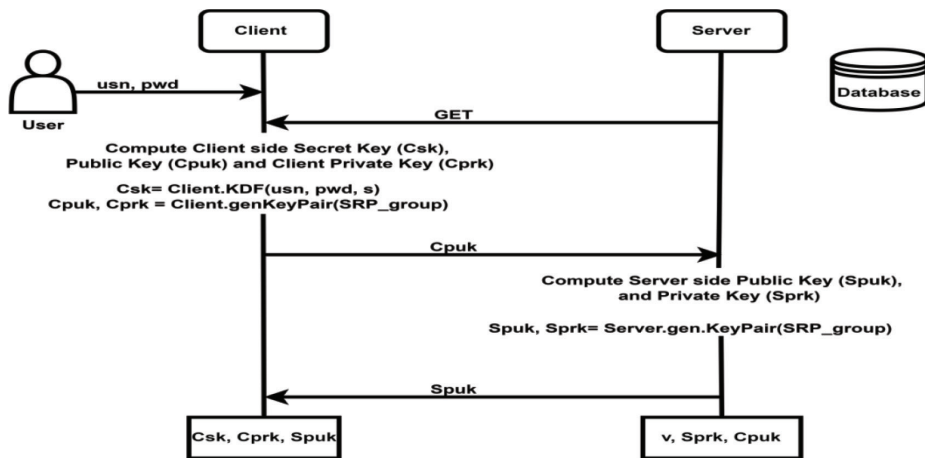 Client
Server
usn, pwd
User
GET
Database
Compute Client side Secret Key (Csk),
Public Key (Cpuk) and Client Private Key (Cprk)
Csk= Client.KDF(usn, pwd, s)
Cpuk, Cprk = Client.genKeyPair(SRP_group)
Cpuk
Compute Server side Public Key (Spuk),
and Private Key (Sprk)
Spuk, Sprk= Server.gen.KeyPair(SRP_group)
Spuk
Csk, Cprk, Spuk
v, Sprk, Cpuk